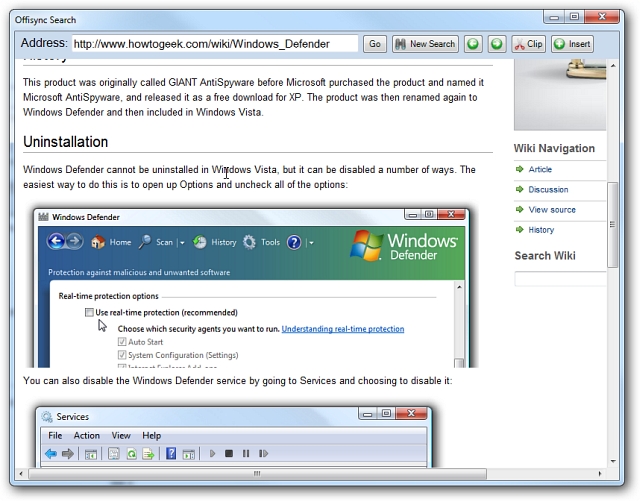 Offisync Search
Address: http://www.howtogeek.com/wiki/Windows_Defender Go New Search Clip Insert
History
This product was originally called GIANT AntiSpyware before Microsoft purchased the product and named it
Microsoft AntiSpyware, and released it as a free download for XP. The product was then renamed again to
Windows Defender and then included in Windows Vista.
Uninstallation
Windows Defender cannot be uninstalled in Windows Vista, but it can be disabled a number of ways. The
easiest way to do this is to open up Options and uncheck all of the options:
Windows Defender
Home Scan History Tools
Windows
Defender
Protection against malicious and unwanted software
Real-time protection options
Use real-time protection (recommended)
Choose which security agents you want to run. Understanding real-time protection
Auto Start
System Configuration (Settings)
Internet Explorer Add-ons
You can also disable the Windows Defender service by going to Services and choosing to disable it:
Services
File Action View Help
Wiki Navigation
Article
Discussion
View source
History
Search Wiki